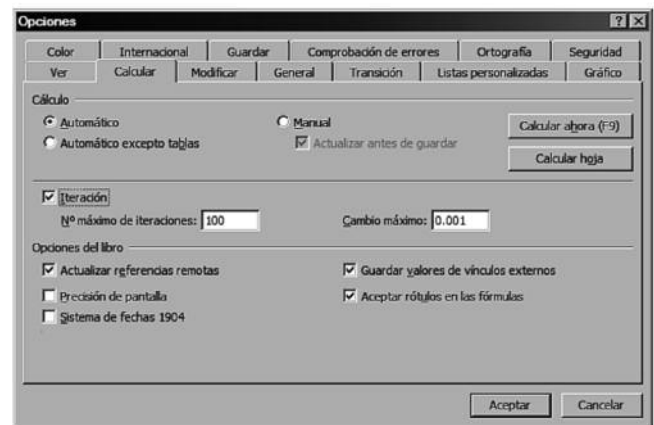 Opciones
Color Internacional Guardar Comprobación de errores Ortografía Seguridad
Ver Calcular Modificar General Transición Listas personalizadas Gráfico
Cálculo
Automático Manual Calcular ahora (F9)
Automático excepto tablas Actualizar antes de guardar
Calcular hoja
Iteración
Nº máximo de iteraciones: 100 Cambio máximo: 0.001
Opciones del libro
Actualizar referencias remotas Guardar valores de vínculos externos
Precisión de pantalla Aceptar rótulos en las fórmulas
Sistema de fechas 1904
Aceptar Cancelar